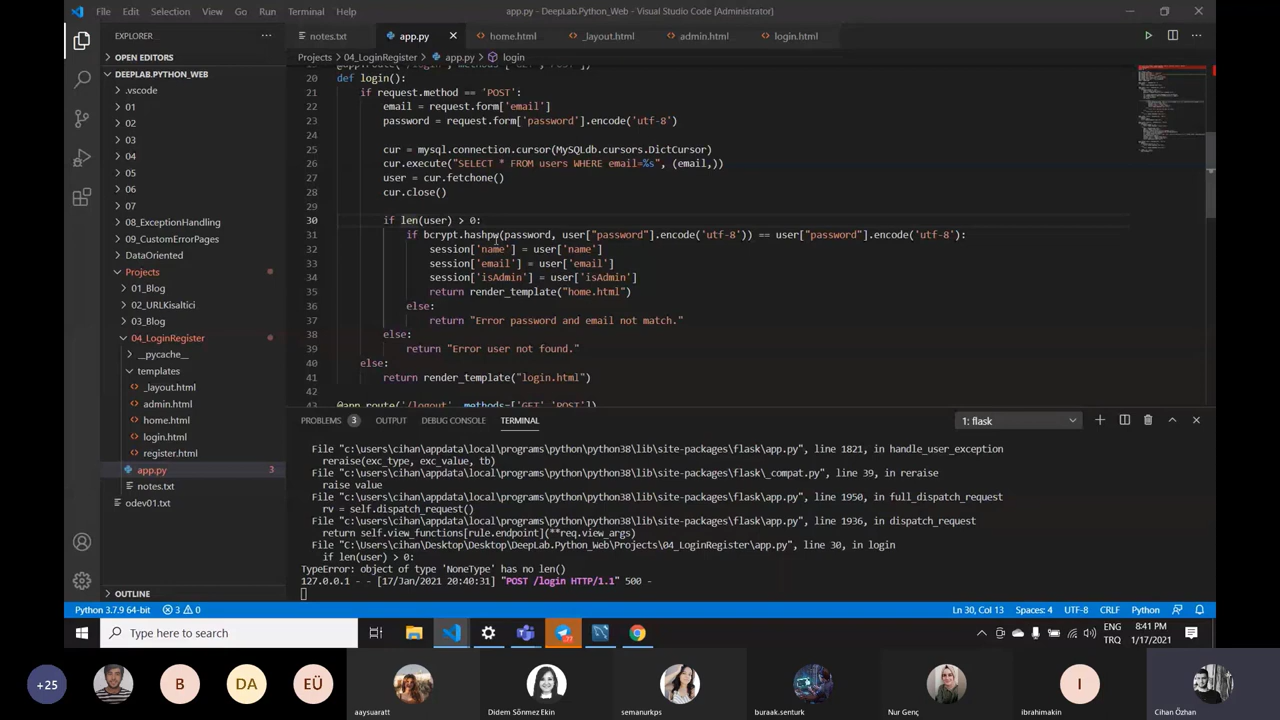 File Edit Selection View Go Run Terminal Help
app.py - DeepLab.Python_Web - Visual Studio Code [Administrator]
EXPLORER
notes.txt
app.py
home.html
_layout.html
admin.html
login.html
OPEN EDITORS
DEEPLAB.PYTHON_WEB
.vscode
01
02
03
04
05
06
07
08_ExceptionHandling
09_CustomErrorPages
DataOriented
Projects
01_Blog
02_URLKisaltici
03_Blog
04_LoginRegister
__pycache__
templates
_layout.html
admin.html
home.html
login.html
register.html
app.py 3
notes.txt
odev01.txt
OUTLINE
Projects > 04_LoginRegister > app.py > login
@app.route('/login', methods=['GET','POST'])
20 def login():
21 if request.method == 'POST':
22 email = request.form['email']
23 password = request.form['password'].encode('utf-8')
24
25 cur = mysql.connection.cursor(MySQLdb.cursors.DictCursor)
26 cur.execute("SELECT * FROM users WHERE email=%s", (email,))
27 user = cur.fetchone()
28 cur.close()
29
30 if len(user) > 0:
31 if bcrypt.hashpw(password, user["password"].encode('utf-8')) == user["password"].encode('utf-8'):
32 session['name'] = user['name']
33 session['email'] = user['email']
34 session['isAdmin'] = user['isAdmin']
35 return render_template("home.html")
36 else:
37 return "Error password and email not match."
38 else:
39 return "Error user not found."
40 else:
41 return render_template("login.html")
42
43 @app.route('/logout', methods=['GET','POST'])
PROBLEMS 3 OUTPUT DEBUG CONSOLE TERMINAL
1: flask
File "c:\users\cihan\appdata\local\programs\python\python38\lib\site-packages\flask\app.py", line 1821, in handle_user_exception
reraise(exc_type, exc_value, tb)
File "c:\users\cihan\appdata\local\programs\python\python38\lib\site-packages\flask\_compat.py", line 39, in reraise
raise value
File "c:\users\cihan\appdata\local\programs\python\python38\lib\site-packages\flask\app.py", line 1950, in full_dispatch_request
rv = self.dispatch_request()
File "c:\users\cihan\appdata\local\programs\python\python38\lib\site-packages\flask\app.py", line 1936, in dispatch_request
return self.view_functions[rule.endpoint](**req.view_args)
File "C:\Users\cihan\Desktop\Desktop\DeepLab.Python_Web\Projects\04_LoginRegister\app.py", line 30, in login
if len(user) > 0:
TypeError: object of type 'NoneType' has no len()
127.0.0.1 - - [17/Jan/2021 20:40:31] "POST /login HTTP/1.1" 500 -
Python 3.7.9 64-bit 3 0
Ln 30, Col 13 Spaces: 4 UTF-8 CRLF Python
Type here to search
ENG
TRQ
8:41 PM
1/17/2021
+25
B
DA
EÜ
I
aaysuaratt
Didem Sönmez Ekin
semanurkps
buraak.senturk
Nur Genç
ibrahimakin
Cihan Özhan